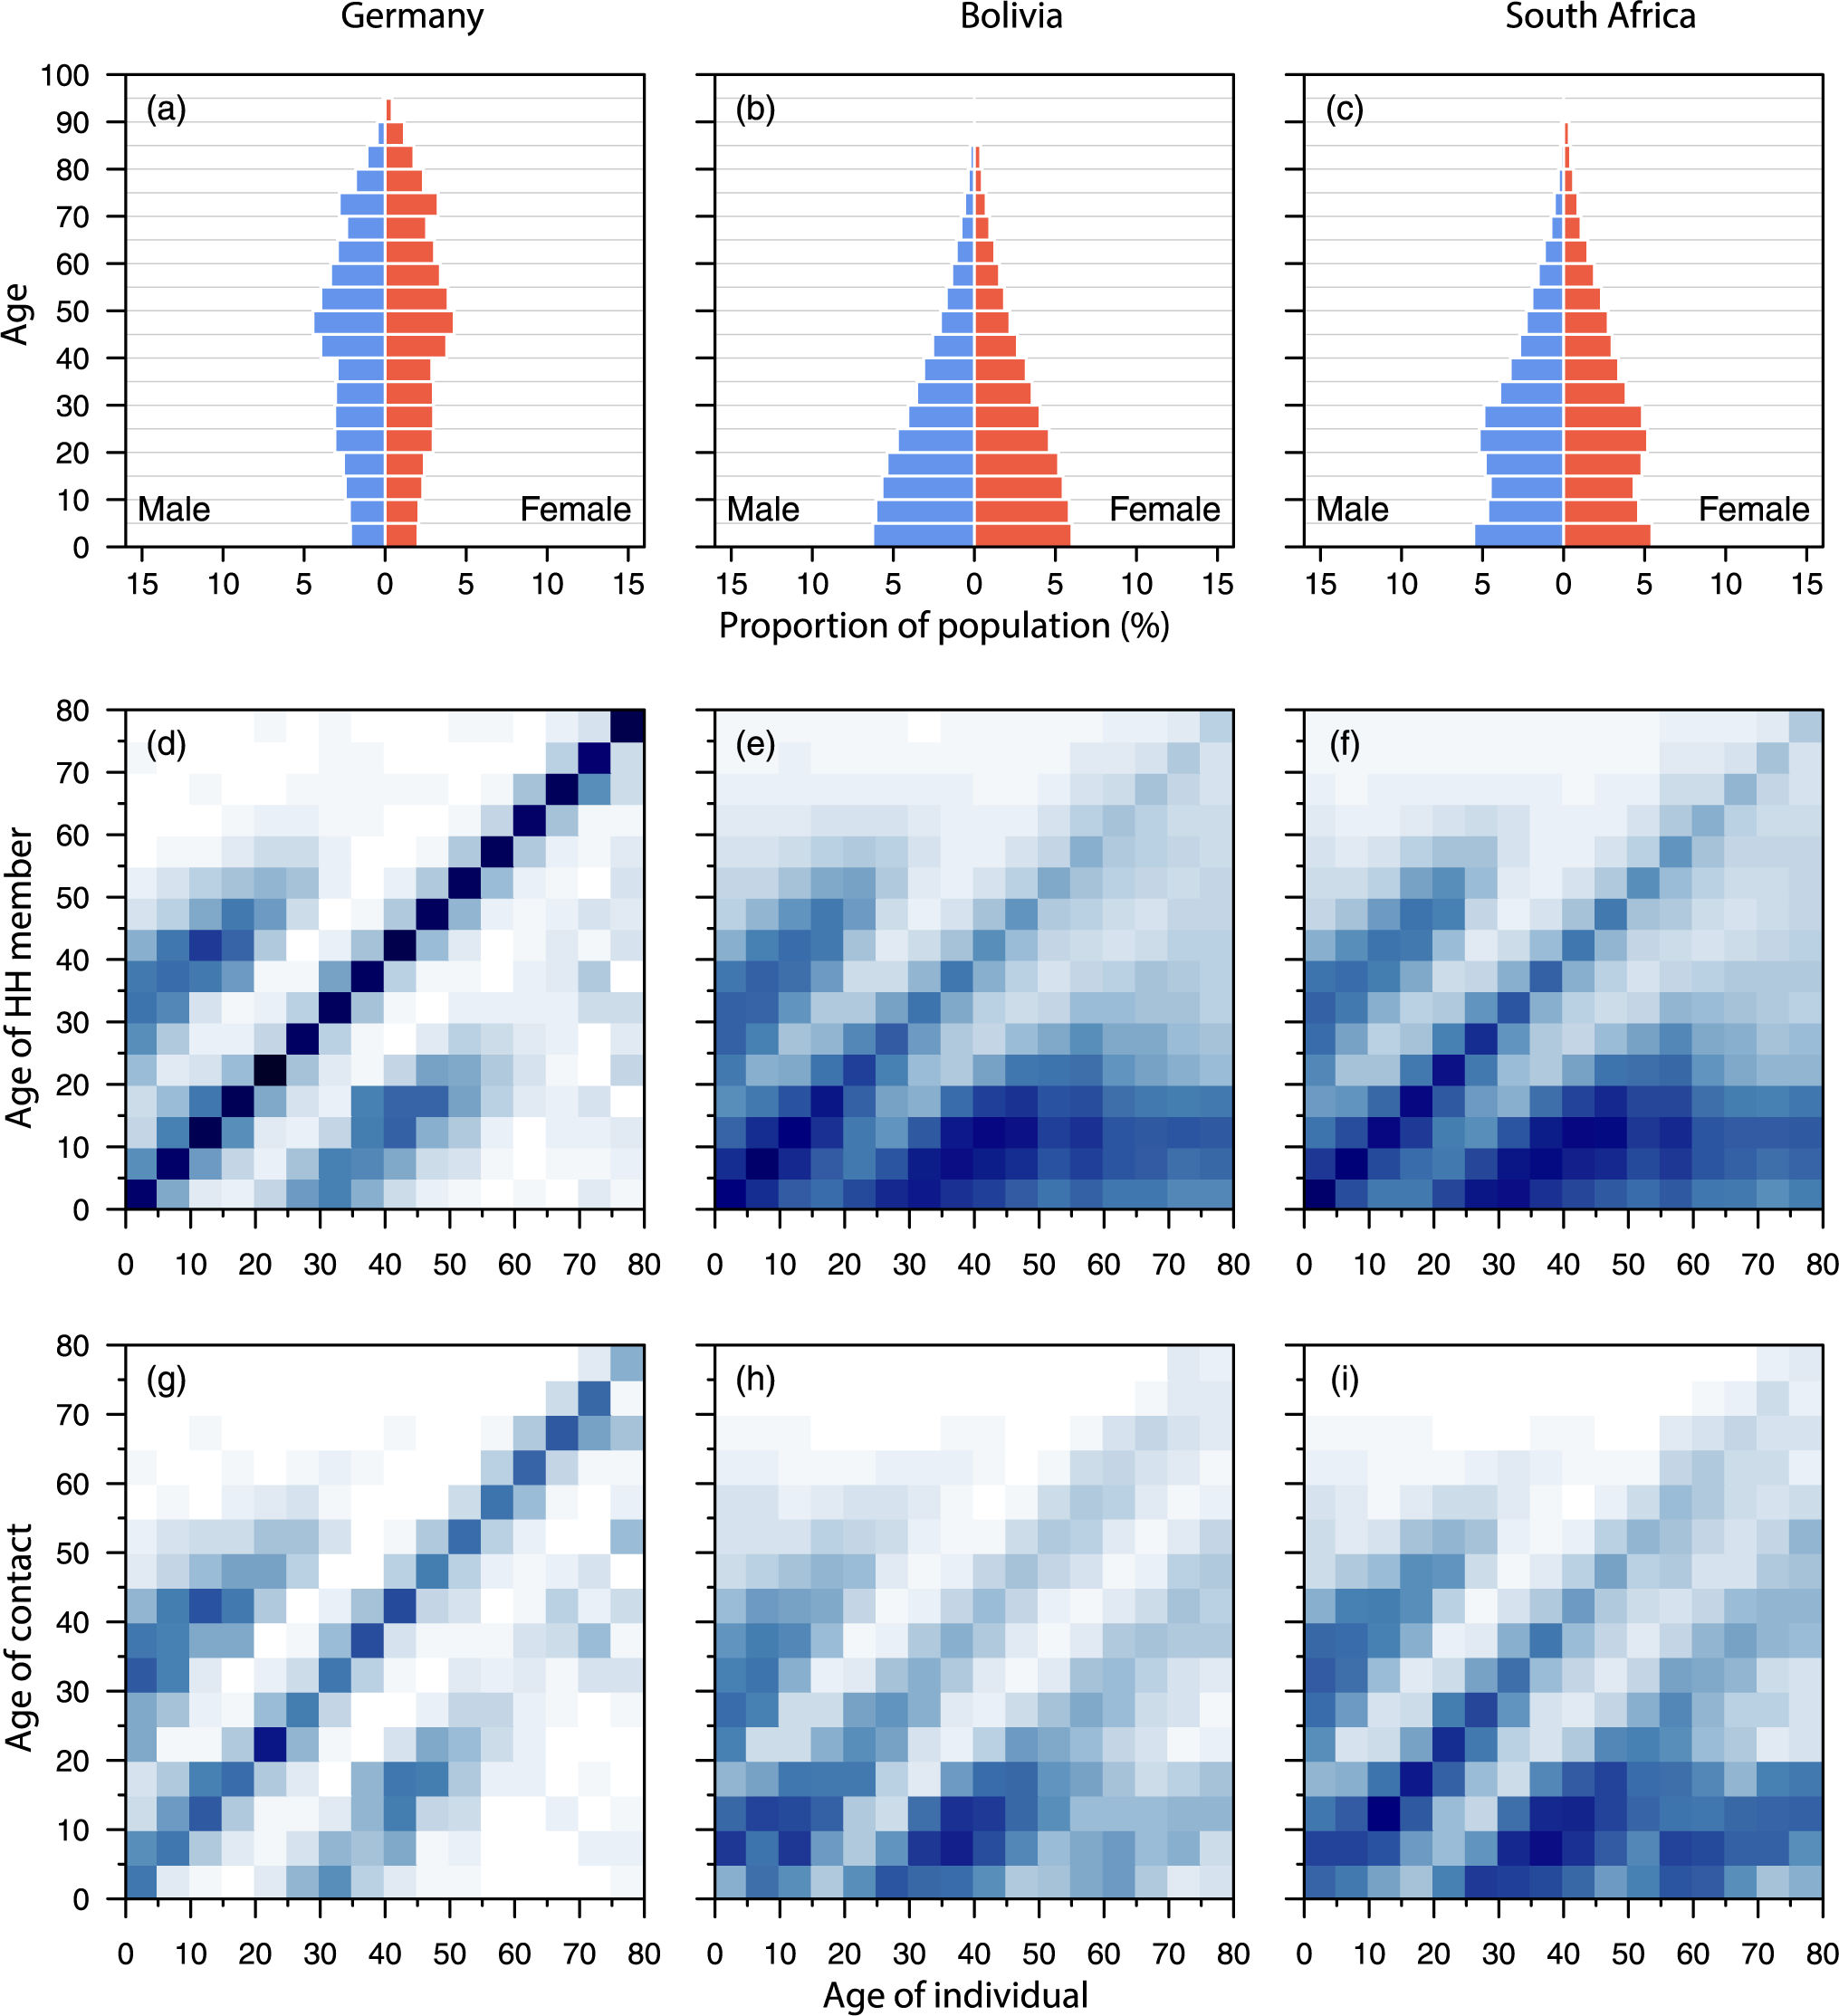 Germany Bolivia South Africa
100
90
80
70
60
50
40
30
20
10
0
Age
(a) (b) (c)
Male Female Male Female Male Female
15 10 5 0 5 10 15 15 10 5 0 5 10 15 15 10 5 0 5 10 15
Proportion of population (%)
80
70
60
50
40
30
20
10
0
Age of HH member
(d) (e) (f)
0 10 20 30 40 50 60 70 80 0 10 20 30 40 50 60 70 80 0 10 20 30 40 50 60 70 80
80
70
60
50
40
30
20
10
0
Age of contact
(g) (h) (i)
0 10 20 30 40 50 60 70 80 0 10 20 30 40 50 60 70 80 0 10 20 30 40 50 60 70 80
Age of individual